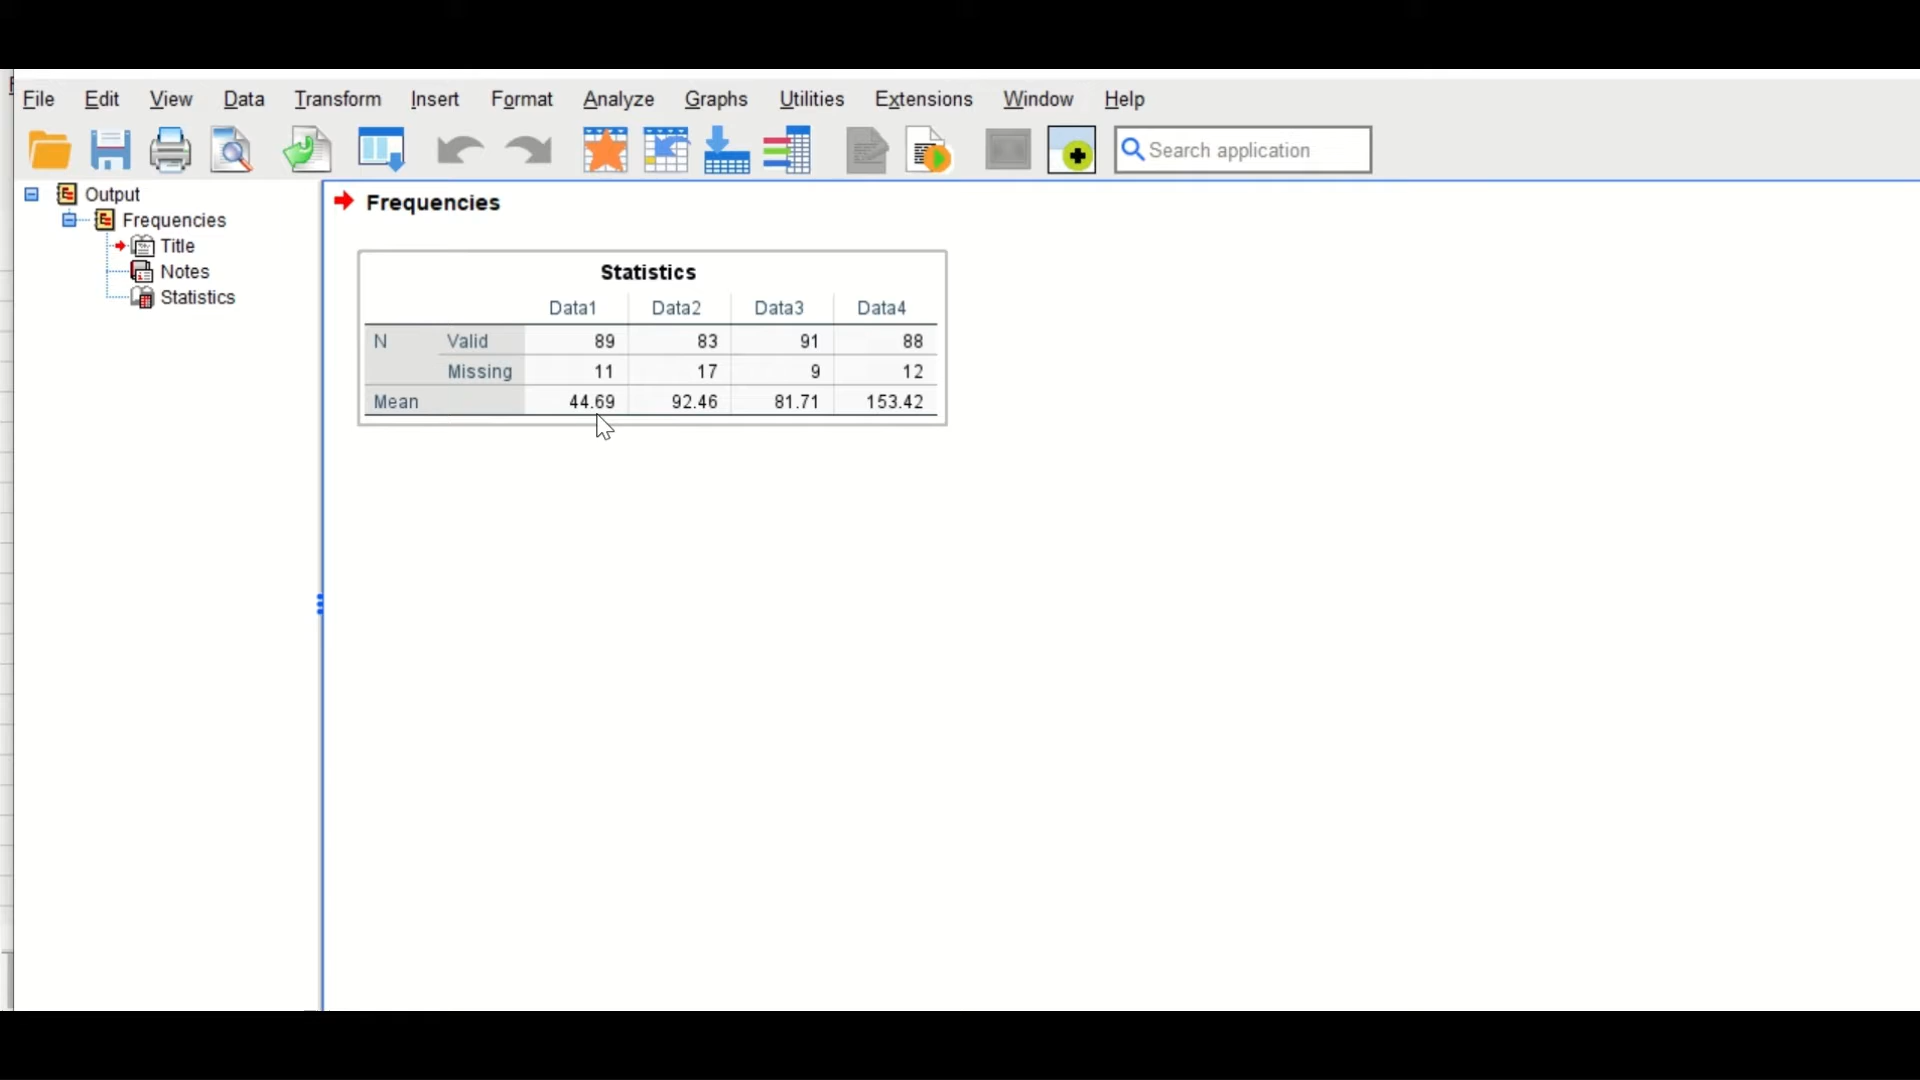 File Edit View Data Transform Insert Format Analyze Graphs Utilities Extensions Window Help
Search application
Output
Frequencies
Title
Notes
Statistics
Frequencies
Statistics
Data1 Data2 Data3 Data4
N Valid 89 83 91 88
Missing 11 17 9 12
Mean 44.69 92.46 81.71 153.42